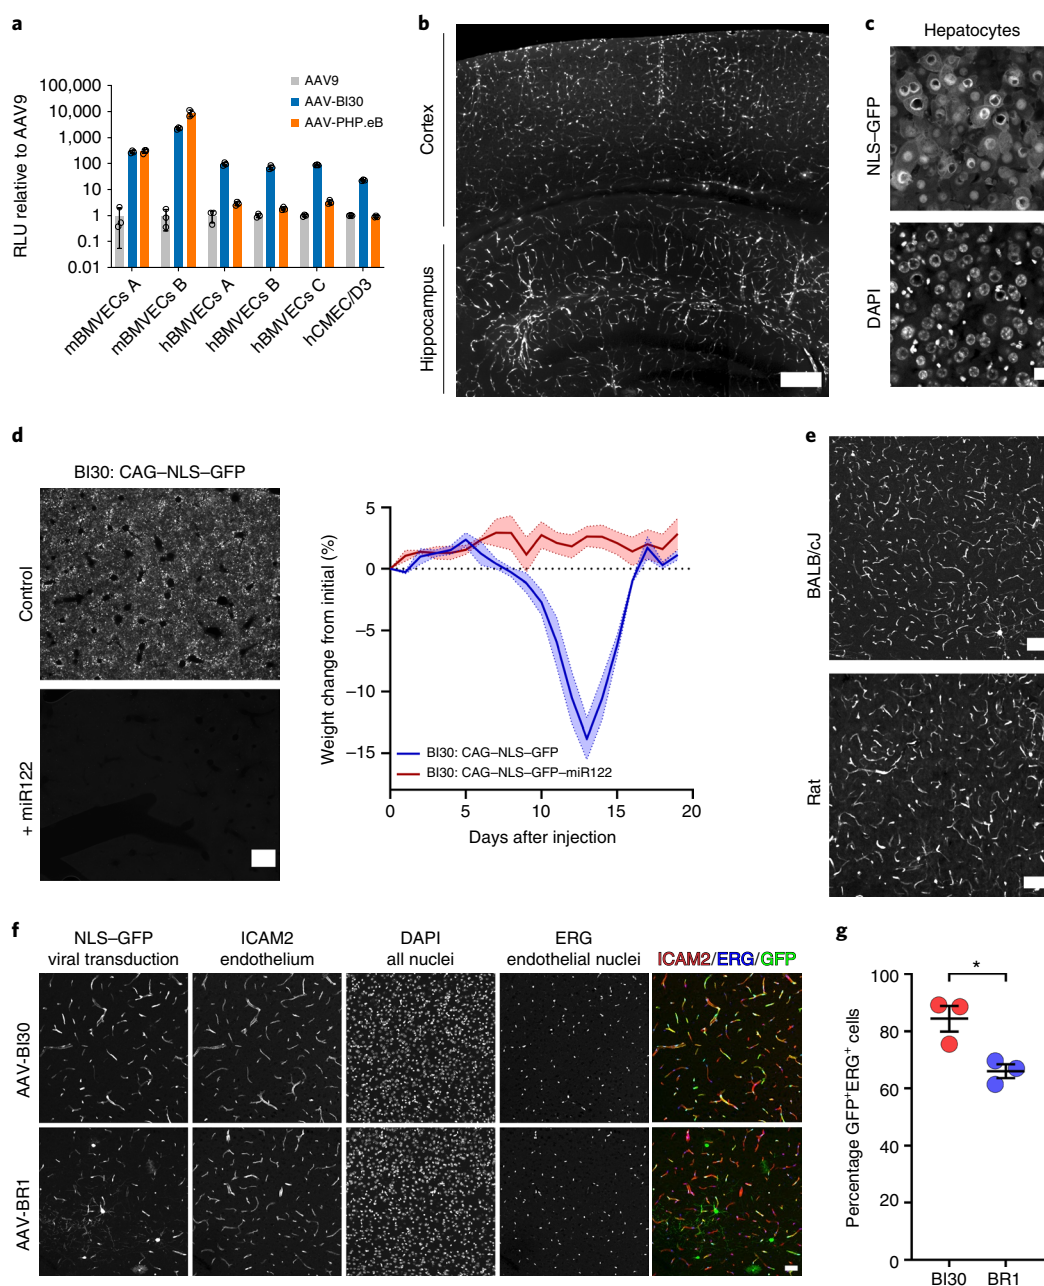 a
RLU relative to AAV9
100,000
10,000
1,000
100
10
1
0.1
0.01
AAV9
AAV-BI30
AAV-PHP.eB
mBMVECs A
mBMVECs B
hBMVECs A
hBMVECs B
hBMVECs C
hCMEC/D3
b
Cortex
Hippocampus
c
Hepatocytes
NLS–GFP
DAPI
d
BI30: CAG–NLS–GFP
Control
+ miR122
Weight change from initial (%)
5
0
−5
−10
−15
BI30: CAG–NLS–GFP
BI30: CAG–NLS–GFP–miR122
0
5
10
15
20
Days after injection
e
BALB/cJ
Rat
f
NLS–GFP
viral transduction
ICAM2
endothelium
DAPI
all nuclei
ERG
endothelial nuclei
ICAM2/ERG/GFP
AAV-BI30
AAV-BR1
g
Percentage GFP+ERG+ cells
100
80
60
40
20
0
*
BI30
BR1